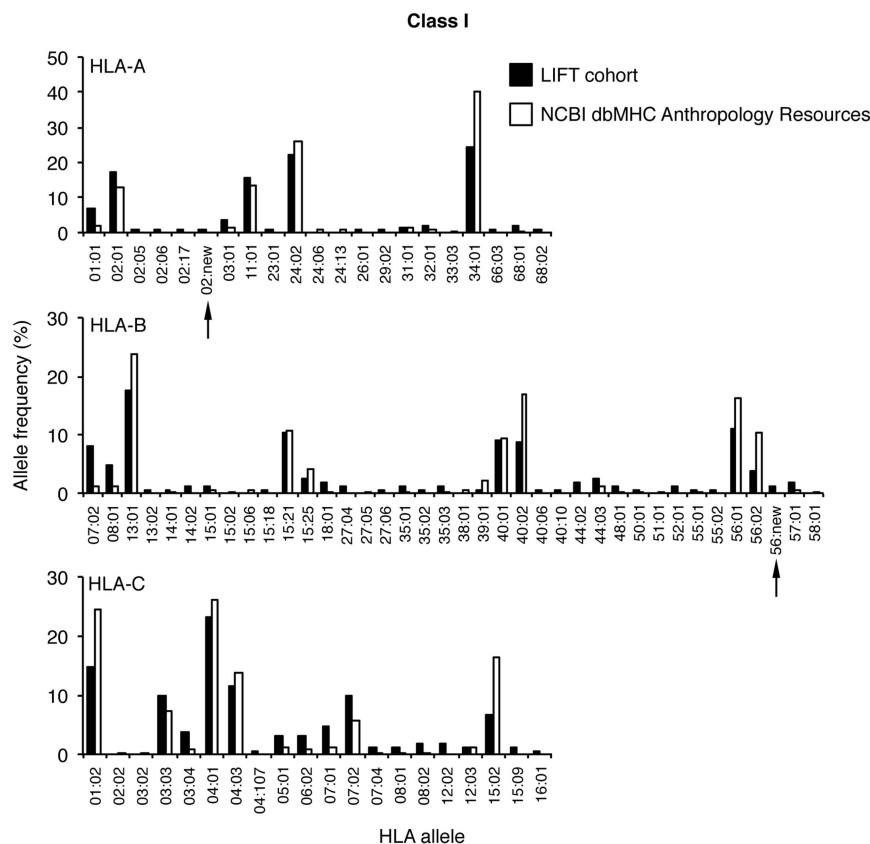 Class I
HLA-A
LIFT cohort
NCBI dbMHC Anthropology Resources
50
40
30
20
10
0
01:01 02:01 02:05 02:06 02:17 02:new 03:01 11:01 23:01 24:02 24:06 24:13 26:01 29:02 31:01 32:01 33:03 34:01 66:03 68:01 68:02
HLA-B
Allele frequency (%)
30
20
10
0
07:02 08:01 13:01 13:02 14:01 14:02 15:01 15:02 15:06 15:18 15:21 15:25 18:01 27:04 27:05 27:06 35:01 35:02 35:03 38:01 39:01 40:01 40:02 40:06 40:10 44:02 44:03 48:01 50:01 51:01 52:01 55:01 55:02 56:01 56:02 56:new 57:01 58:01
HLA-C
30
20
10
0
01:02 02:02 03:02 03:03 03:04 04:01 04:03 04:107 05:01 06:02 07:01 07:02 07:04 08:01 08:02 12:02 12:03 15:02 15:09 16:01
HLA allele